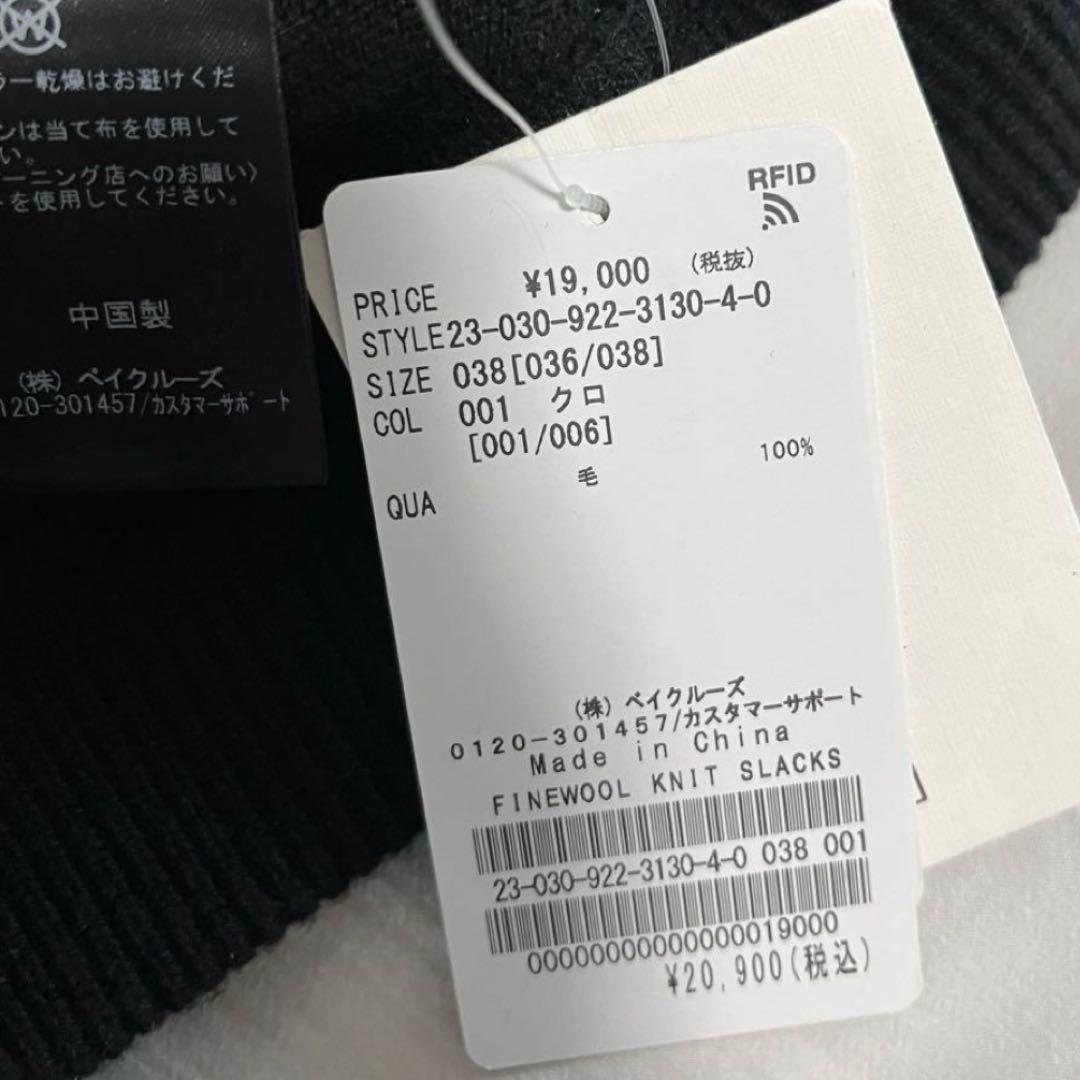 W
ラー乾燥はお避けくだ
ンは当て布を使用して
い。
ーニング店へのお願い〉
を使用してください。
中国製
(株) ベイクルーズ
120-301457/カスタマーサポート
RFID
PRICE ¥19,000 (税抜)
STYLE23-030-922-3130-4-0
SIZE 038[036/038]
COL 001 クロ
[001/006]
毛 100%
QUA
(株) ベイクルーズ
0120-301457/カスタマーサポート
Made in China
FINEWOOL KNIT SLACKS
23-030-922-3130-4-0 038 001
00000000000000019000
¥20,900(税込)